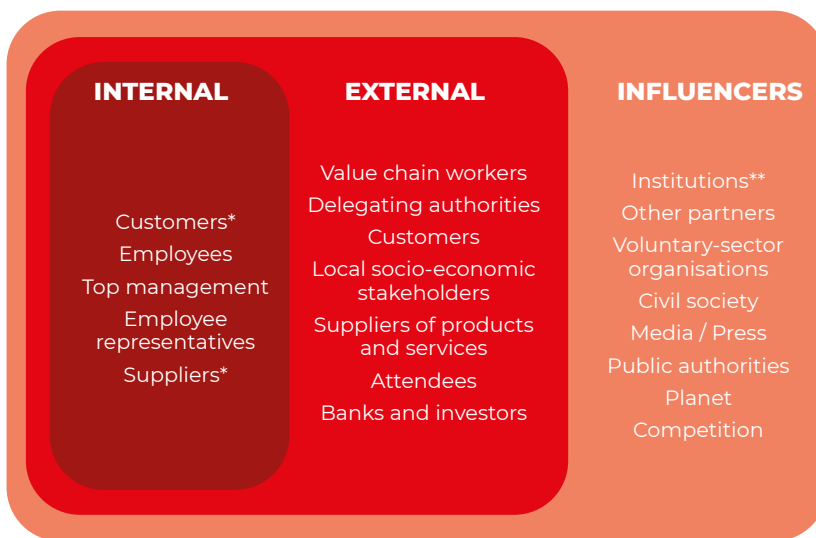 INTERNAL
Customers*
Employees
Top management
Employee
representatives
Suppliers*
EXTERNAL
Value chain workers
Delegating authorities
Customers
Local socio-economic
stakeholders
Suppliers of products
and services
Attendees
Banks and investors
INFLUENCERS
Institutions**
Other partners
Voluntary-sector
organisations
Civil society
Media / Press
Public authorities
Planet
Competition